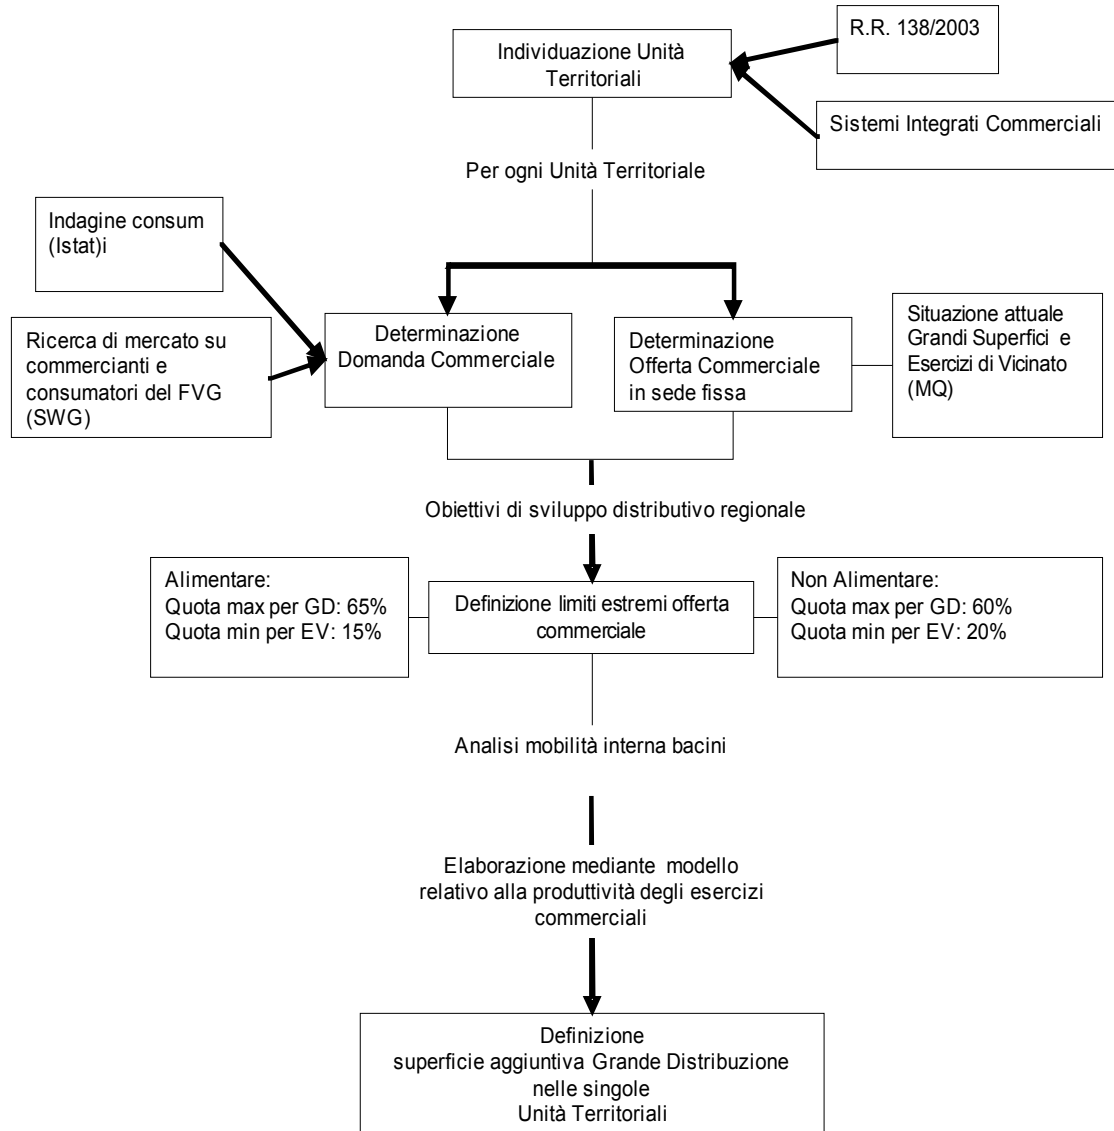 R.R. 138/2003
Individuazione Unità
Territoriali
Sistemi Integrati Commerciali
Per ogni Unità Territoriale
Indagine consum
(Istat)i
Ricerca di mercato su
commercianti e
consumatori del FVG
(SWG)
Determinazione
Domanda Commerciale
Determinazione
Offerta Commerciale
in sede fissa
Situazione attuale
Grandi Superfici e
Esercizi di Vicinato
(MQ)
Obiettivi di sviluppo distributivo regionale
Alimentare:
Quota max per GD: 65%
Quota min per EV: 15%
Definizione limiti estremi offerta
commerciale
Non Alimentare:
Quota max per GD: 60%
Quota min per EV: 20%
Analisi mobilità interna bacini
Elaborazione mediante modello
relativo alla produttività degli esercizi
commerciali
Definizione
superficie aggiuntiva Grande Distribuzione
nelle singole
Unità Territoriali